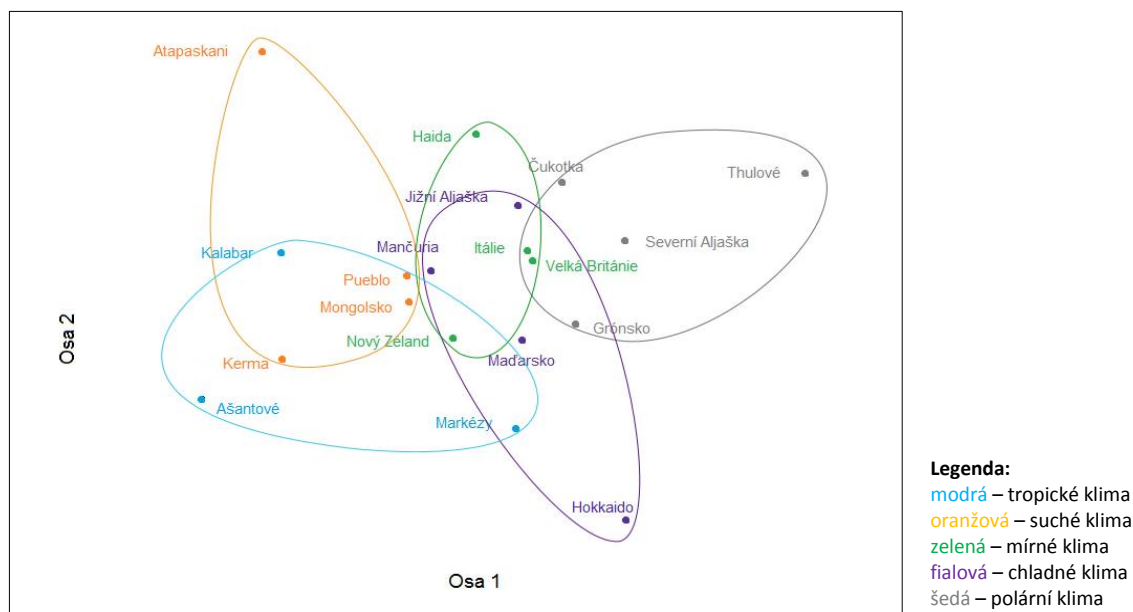 Atapaskani
Haida
Čukotka
Thulové
Jižní Aljaška
Kalabar
Mančuria
Itálie
Severní Aljaška
Velká Británie
Pueblo
Mongolsko
Grónsko
Nový Zéland
Maďarsko
Kerma
Ašantové
Markézy
Hokkaido
Osa 2
Osa 1
Legenda:
modrá – tropické klima
oranžová – suché klima
zelená – mírné klima
fialová – chladné klima
šedá – polární klima